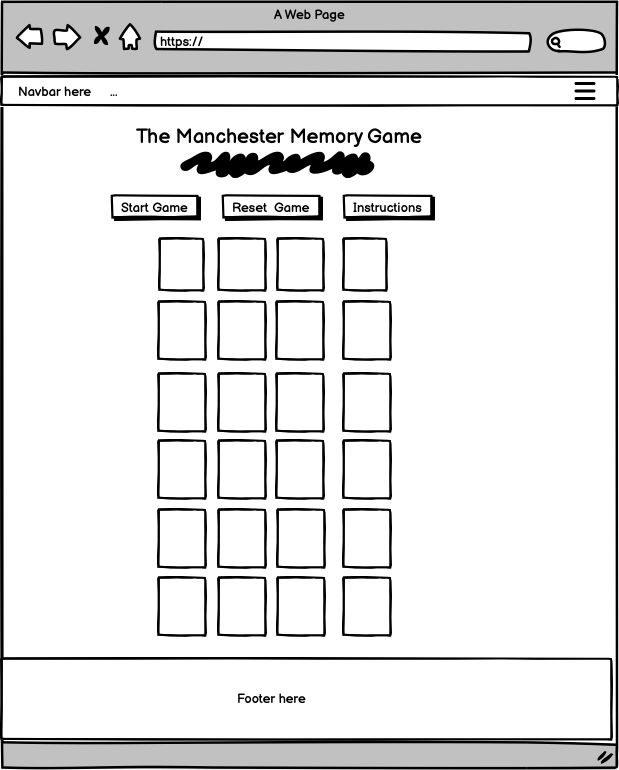 A Web Page
https://
Navbar here ...
The Manchester Memory Game
Start Game
Reset Game
Instructions
Footer here